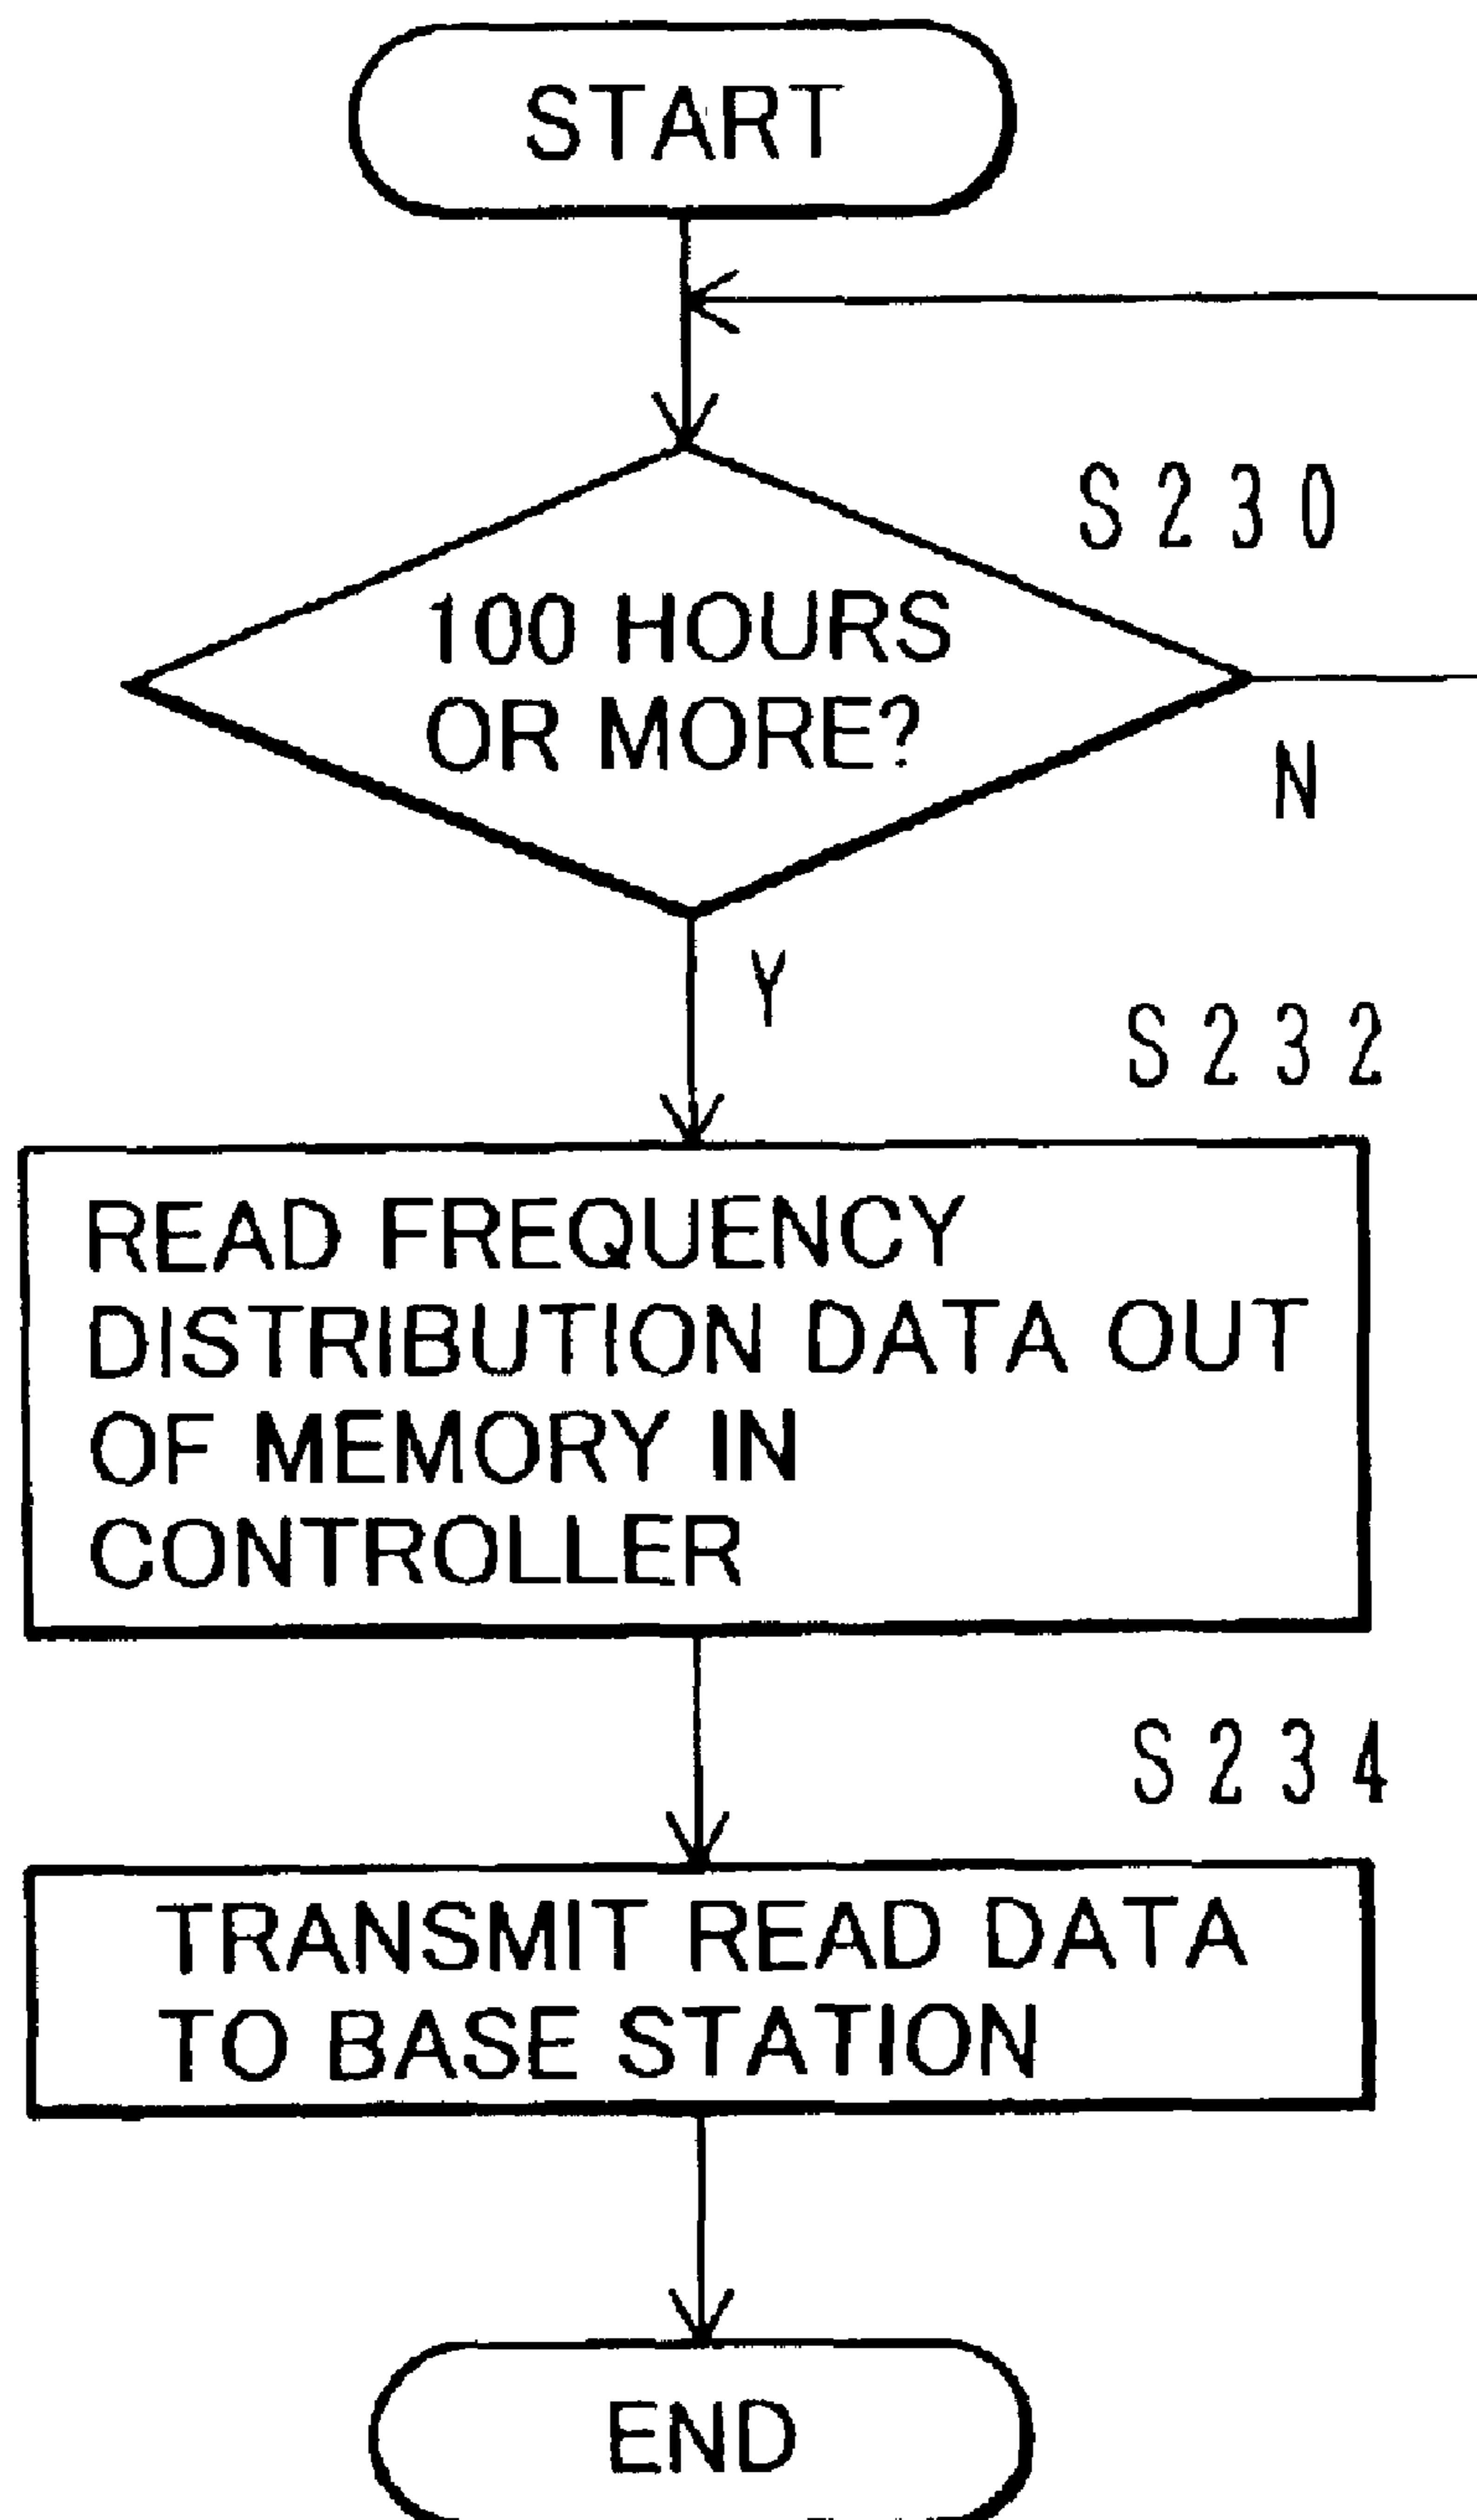 START
S230
100 HOURS
OR MORE?
N
Y
S232
READ FREQUENCY
DISTRIBUTION DATA OUT
OF MEMORY IN
CONTROLLER
S234
TRANSMIT READ DATA
TO BASE STATION
END